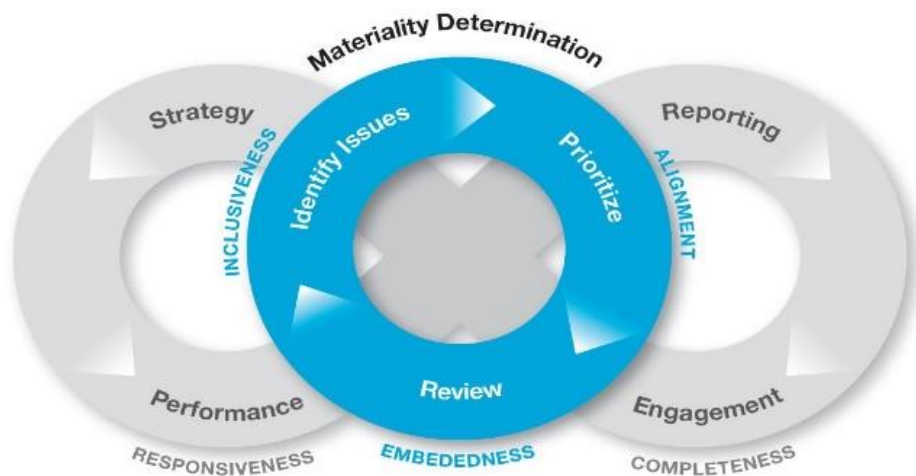 Materiality Determination
Strategy
Identify Issues
Prioritize
Reporting
INCLUSIVENESS
ALIGNMENT
Performance
Review
Engagement
RESPONSIVENESS
EMBEDEDNESS
COMPLETENESS